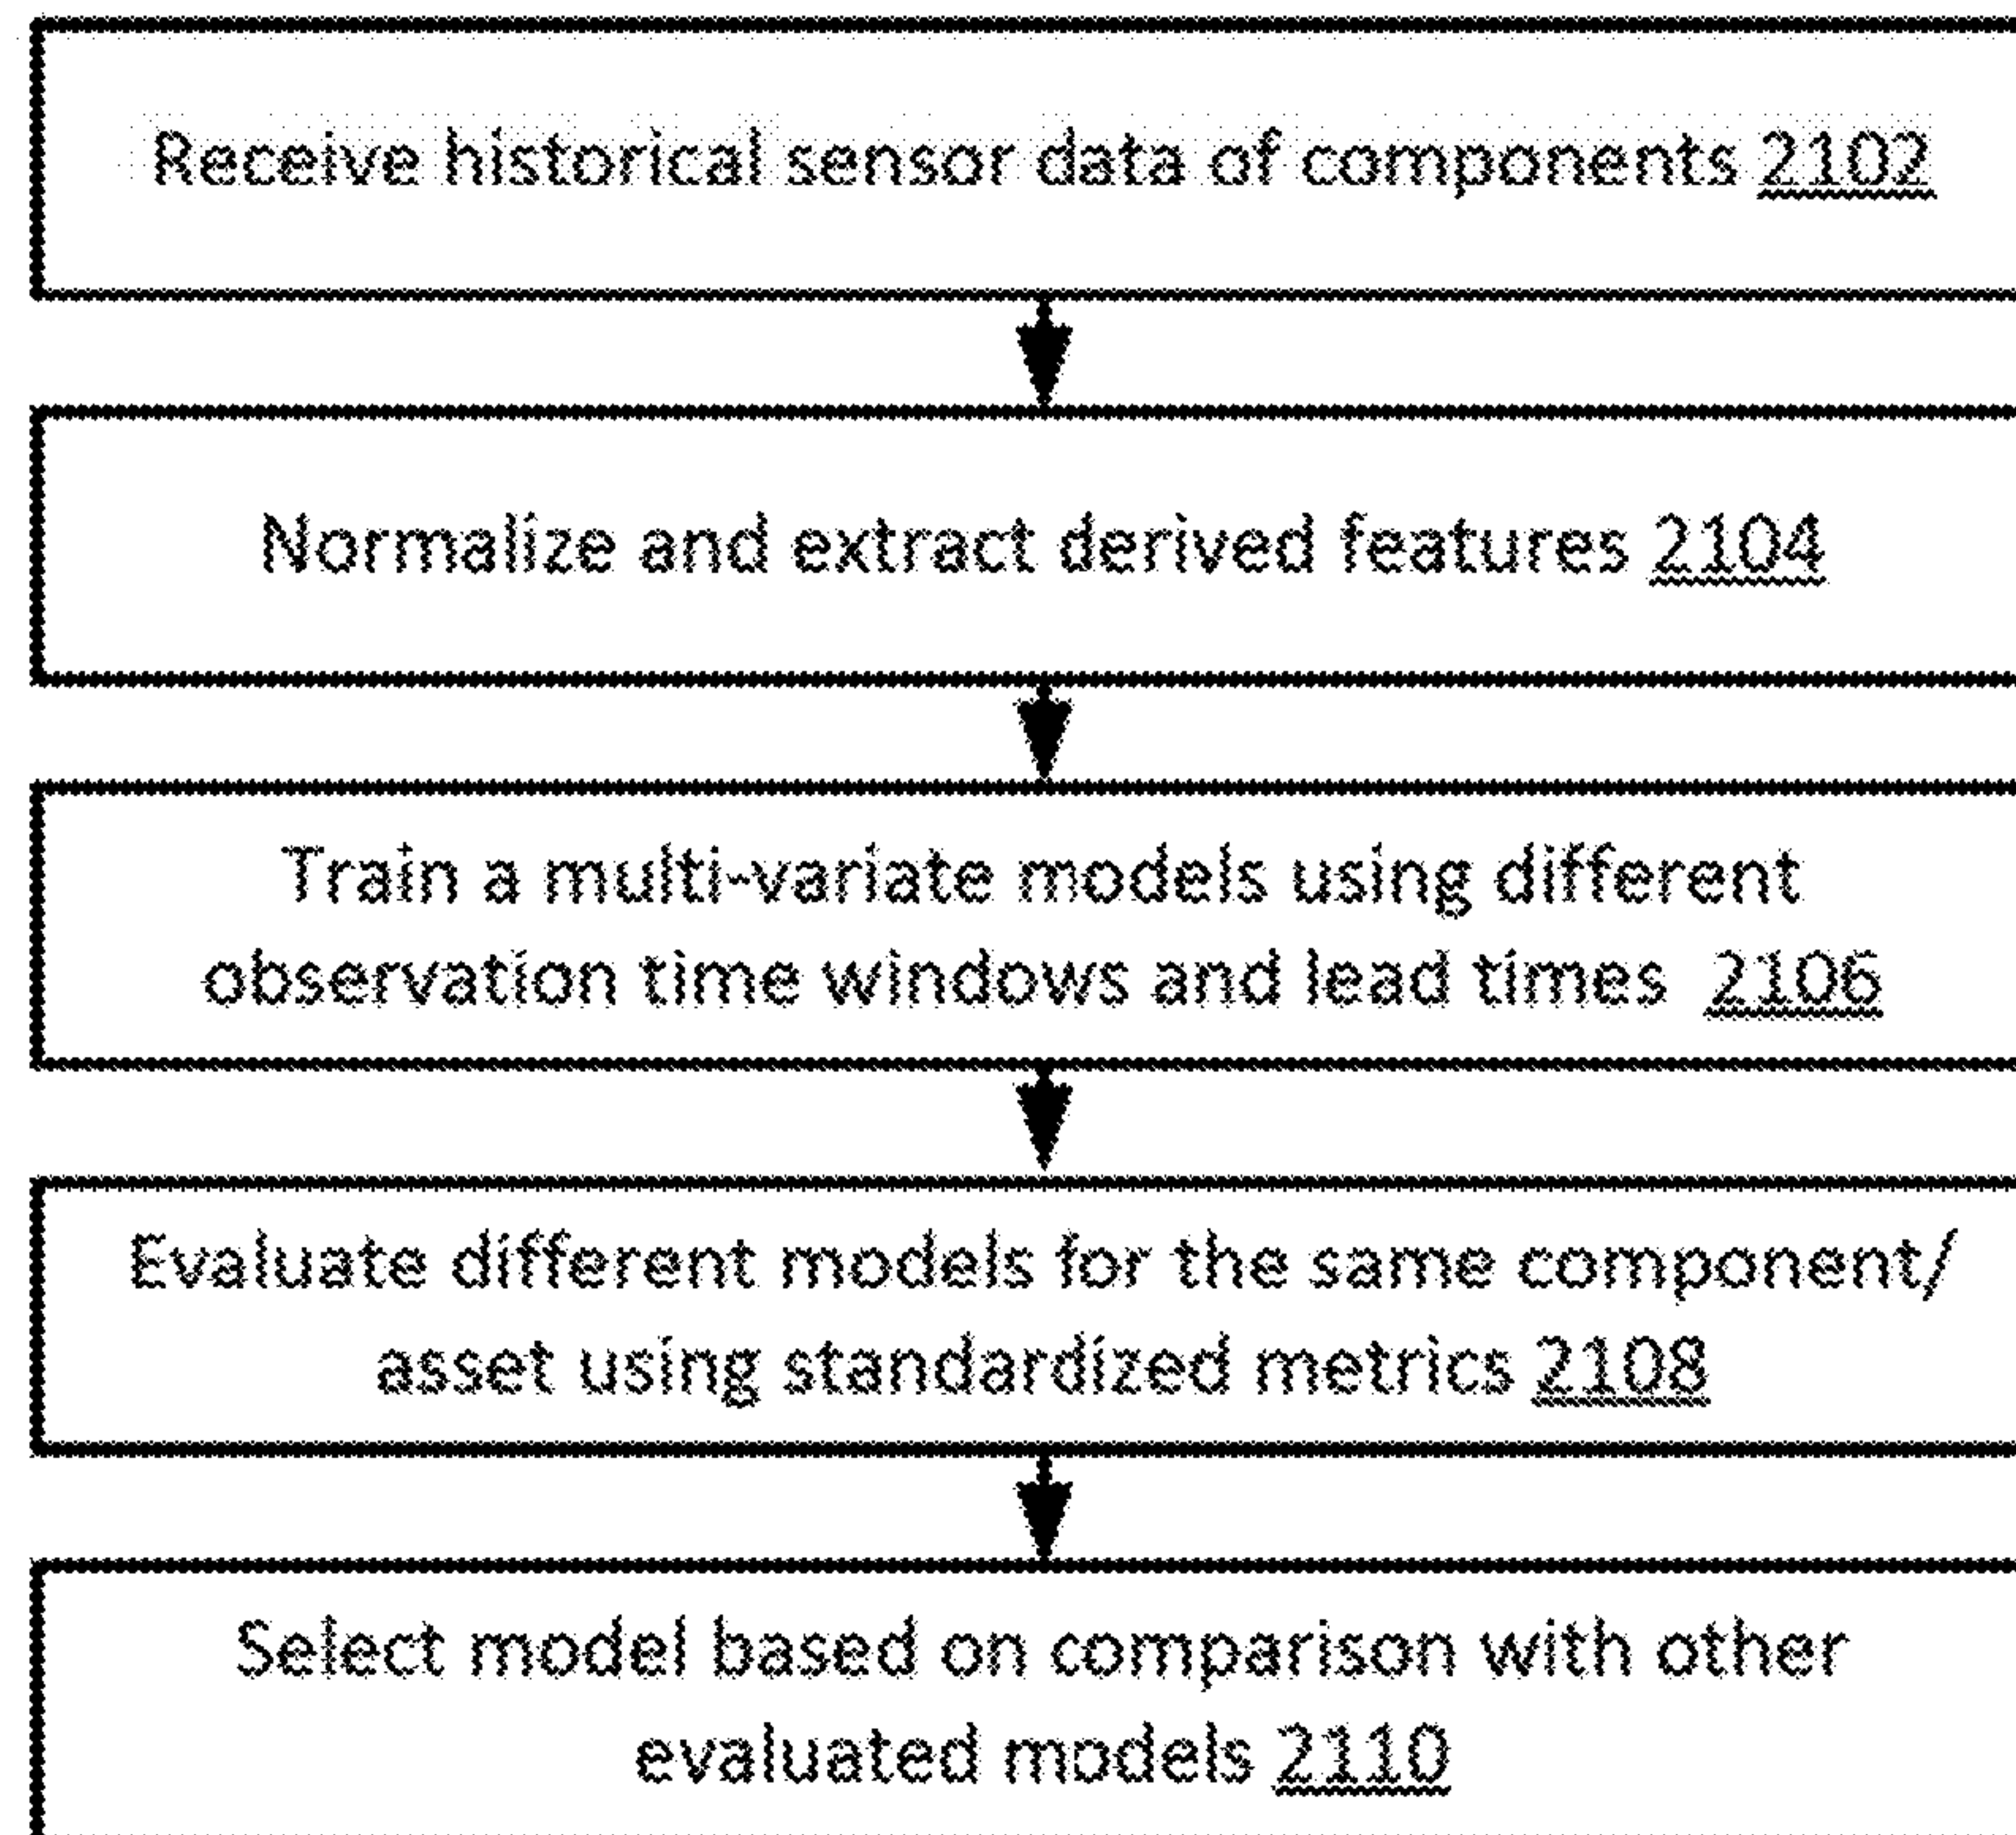 Receive historical sensor data of components 2102
Normalize and extract derived features 2104
Train a multi-variate models using different
observation time windows and lead times 2106
Evaluate different models for the same component/
asset using standardized metrics 2108
Select model based on comparison with other
evaluated models 2110